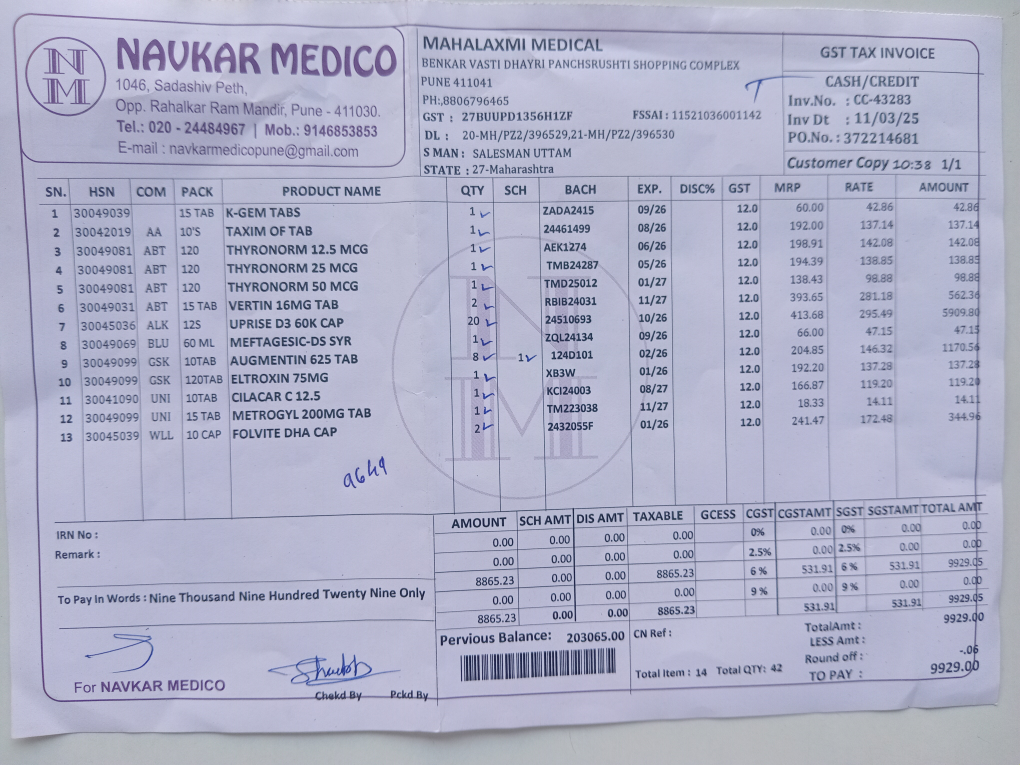 NM
NAVKAR MEDICO
1046, Sadashiv Peth,
Opp. Rahalkar Ram Mandir, Pune - 411030.
Tel.: 020 - 24484967 | Mob.: 9146853853
E-mail : navkarmedicopune@gmail.com
MAHALAXMI MEDICAL
BENKAR VASTI DHAYRI PANCHSRUSHTI SHOPPING COMPLEX
PUNE 411041
PH:,8806796465
GST : 27BUUPD1356H1ZF FSSAI : 11521036001142
DL : 20-MH/PZ2/396529,21-MH/PZ2/396530
S MAN : SALESMAN UTTAM
STATE : 27-Maharashtra
GST TAX INVOICE
CASH/CREDIT
Inv.No. : CC-43283
Inv Dt : 11/03/25
PO.No. : 372214681
Customer Copy 10:38 1/1
SN. HSN COM PACK PRODUCT NAME QTY SCH BACH EXP. DISC% GST MRP RATE AMOUNT
1 30049039 15 TAB K-GEM TABS 1 ZADA2415 09/26 12.0 60.00 42.86 42.86
2 30042019 AA 10'S TAXIM OF TAB 1 24461499 08/26 12.0 192.00 137.14 137.14
3 30049081 ABT 120 THYRONORM 12.5 MCG 1 AEK1274 06/26 12.0 198.91 142.08 142.08
4 30049081 ABT 120 THYRONORM 25 MCG 1 TMB24287 05/26 12.0 194.39 138.85 138.85
5 30049081 ABT 120 THYRONORM 50 MCG 1 TMD25012 01/27 12.0 138.43 98.88 98.88
6 30049031 ABT 15 TAB VERTIN 16MG TAB 2 RBIB24031 11/27 12.0 393.65 281.18 562.36
7 30045036 ALK 12S UPRISE D3 60K CAP 20 24510693 10/26 12.0 413.68 295.49 5909.80
8 30049069 BLU 60 ML MEFTAGESIC-DS SYR 1 ZQL24134 09/26 12.0 66.00 47.15 47.15
9 30049099 GSK 10TAB AUGMENTIN 625 TAB 8 1 124D101 02/26 12.0 204.85 146.32 1170.56
10 30049099 GSK 120TAB ELTROXIN 75MG 1 XB3W 01/26 12.0 192.20 137.28 137.28
11 30041090 UNI 10TAB CILACAR C 12.5 1 KCI24003 08/27 12.0 166.87 119.20 119.20
12 30049099 UNI 15 TAB METROGYL 200MG TAB 1 TM223038 11/27 12.0 18.33 14.11 14.11
13 30045039 WLL 10 CAP FOLVITE DHA CAP 2 2432055F 01/26 12.0 241.47 172.48 344.96
9649
IRN No :
Remark :
To Pay In Words : Nine Thousand Nine Hundred Twenty Nine Only
AMOUNT SCH AMT DIS AMT TAXABLE GCESS CGST CGSTAMT SGST SGSTAMT TOTAL AMT
0.00 0.00 0.00 0.00 0% 0.00 0% 0.00 0.00
0.00 0.00 0.00 0.00 2.5% 0.00 2.5% 0.00 0.00
8865.23 0.00 0.00 8865.23 6 % 531.91 6 % 531.91 9929.05
0.00 0.00 0.00 0.00 9 % 0.00 9 % 0.00 0.00
8865.23 0.00 0.00 8865.23 531.91 531.91 9929.05
Pervious Balance: 203065.00
CN Ref :
Total Item : 14 Total QTY: 42
TotalAmt : 9929.00
LESS Amt :
Round off : -.06
TO PAY : 9929.00
For NAVKAR MEDICO
Chekd By Pckd By